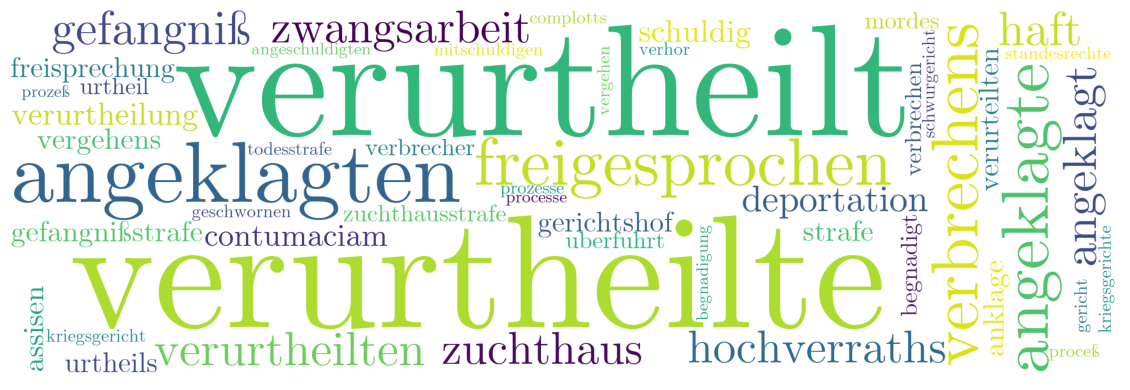 gefangniß
zwangsarbeit
complotts
angeschuldigten
mitschuldigen
schuldig
verhor
mordes
haft
standesrechte
freisprechung
prozeß
urtheil
verurtheilt
vergehen
verurtheilung
vergehens
verbrechen
schwurgericht
verbrechens
verurteilten
angeklagte
angeklagt
angeklagten
todesstrafe
verbrecher
freigesprochen
prozesse
processe
geschwornen
zuchthausstrafe
deportation
gefangnißstrafe
contumaciam
gerichtshof
uberfuhrt
strafe
begnadigung
begnadigt
verurtheilte
assisen
kriegsgericht
urtheils
verurtheilten
zuchthaus
hochverraths
anklage
gericht
kriegsgerichte
proceß